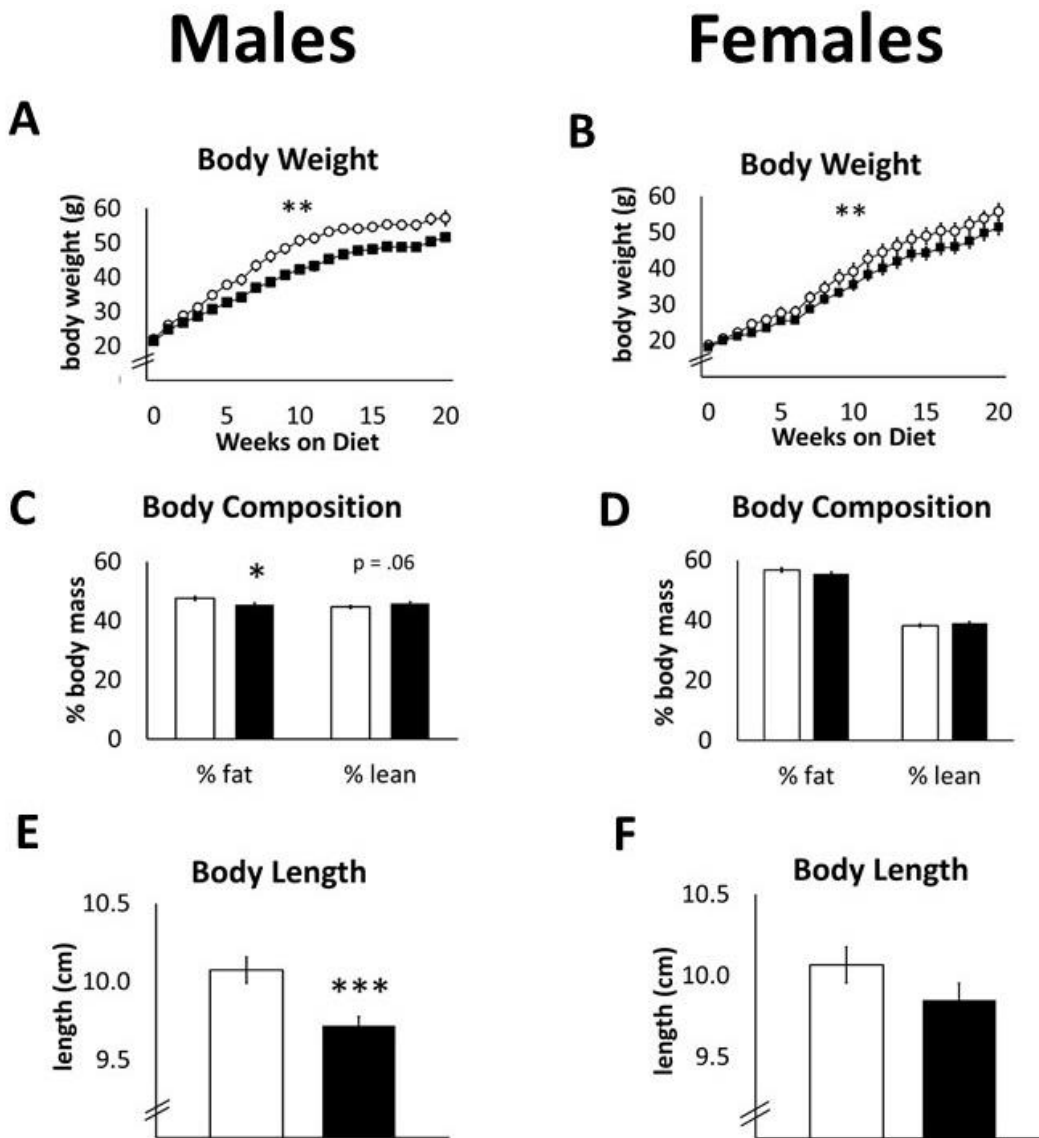 Males
Females
A
Body Weight
body weight (g)
60
50
40
30
20
**
0 5 10 15 20
Weeks on Diet
B
Body Weight
body weight (g)
60
50
40
30
20
**
0 5 10 15 20
Weeks on Diet
C
Body Composition
% body mass
60
40
20
0
*
p = .06
% fat % lean
D
Body Composition
% body mass
60
40
20
0
% fat % lean
E
Body Length
length (cm)
10.5
10.0
9.5
***
F
Body Length
length (cm)
10.5
10.0
9.5